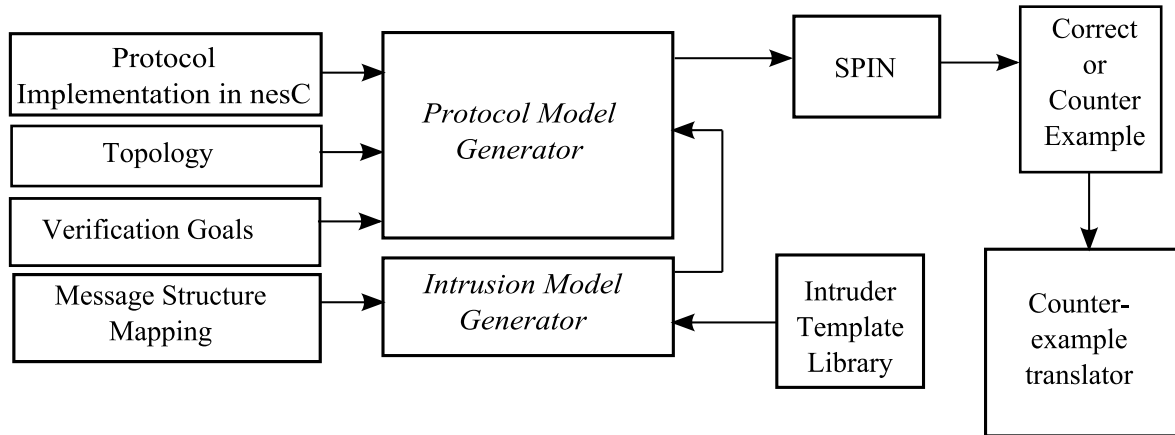 Protocol
Implementation in nesC
Topology
Verification Goals
Message Structure
Mapping
Protocol Model
Generator
Intrusion Model
Generator
Intruder
Template
Library
SPIN
Correct
or
Counter
Example
Counter-
example
translator